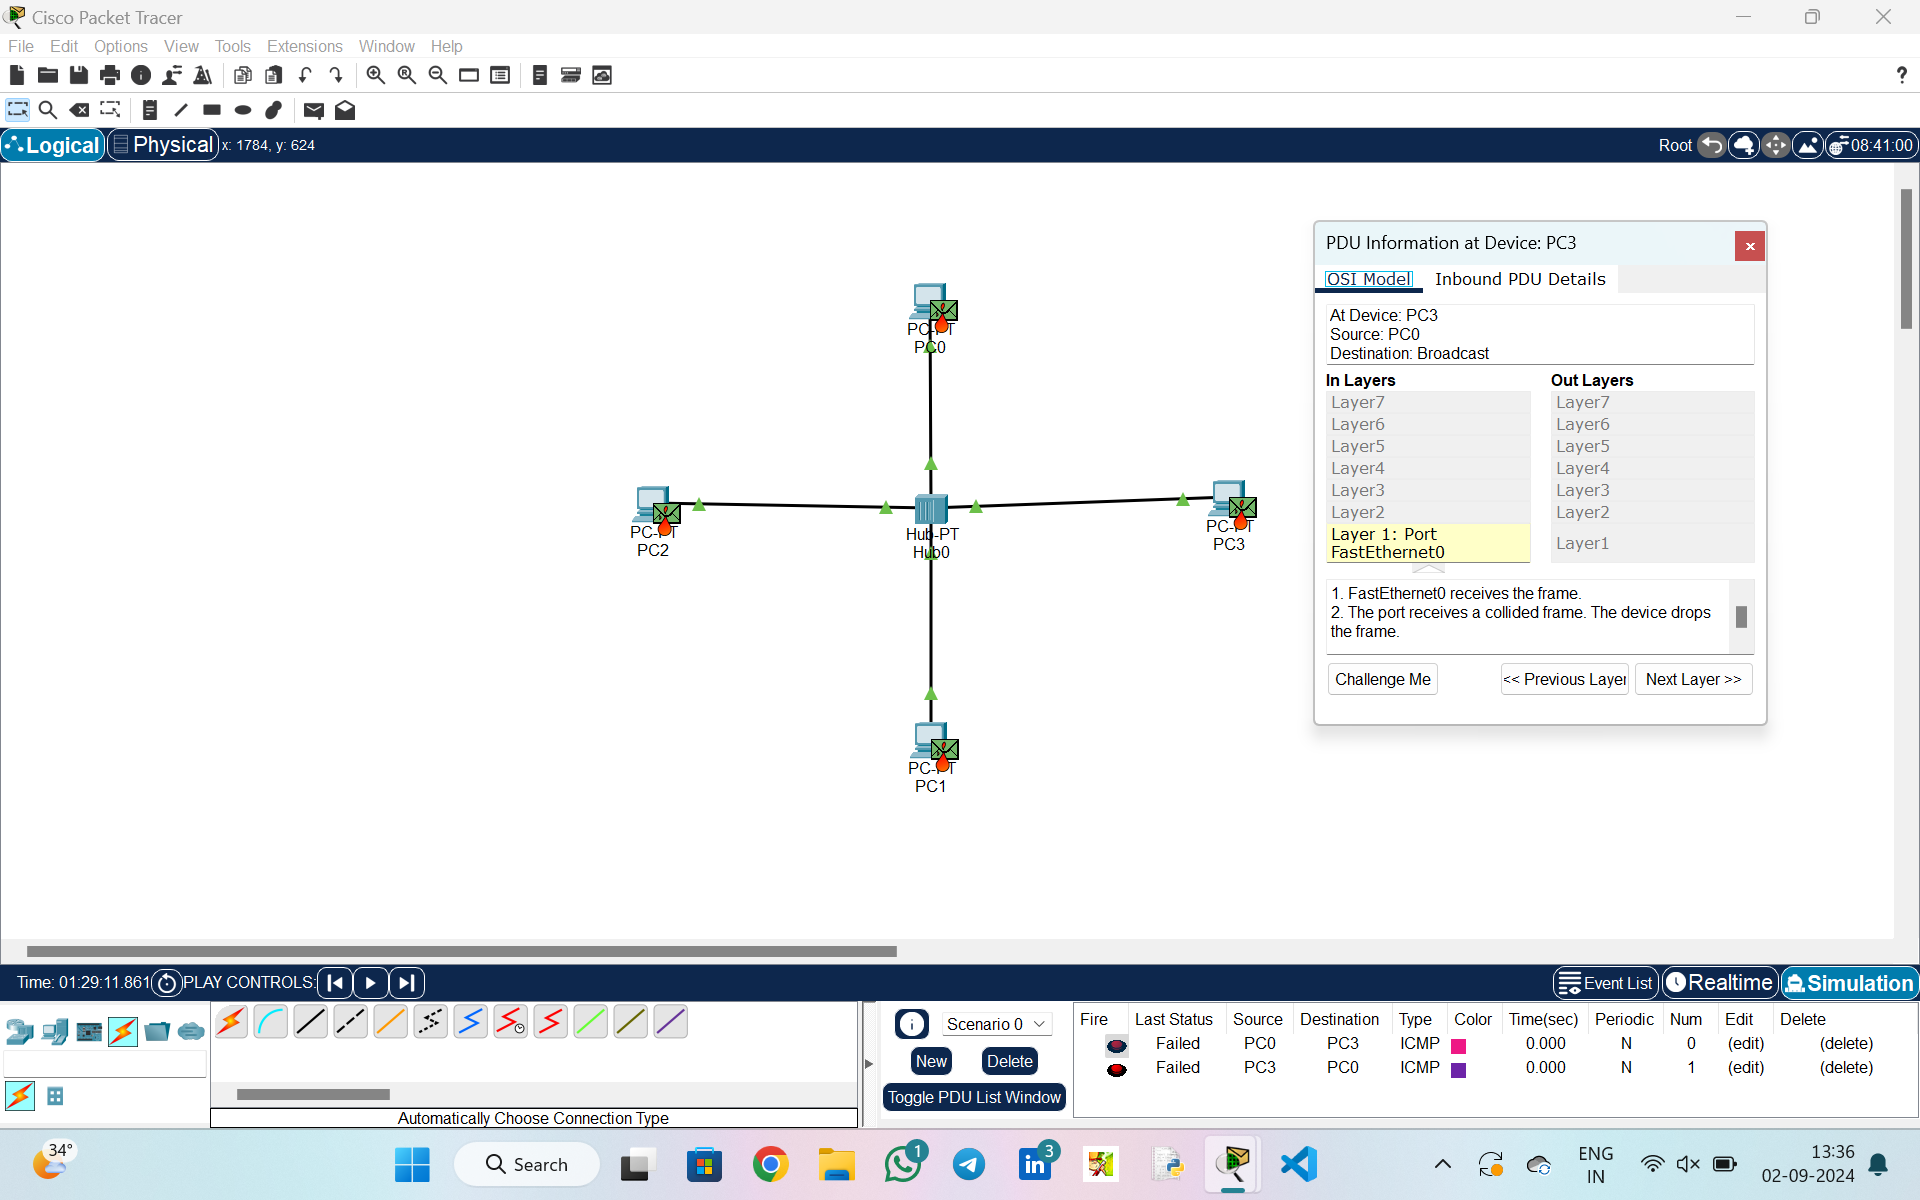 Cisco Packet Tracer
File Edit Options View Tools Extensions Window Help
?
Logical Physical x: 1784, y: 624
Root 08:41:00
PC-PT
PC0
PC-PT
PC2
Hub-PT
Hub0
PC-PT
PC3
PC-PT
PC1
PDU Information at Device: PC3
x
OSI Model Inbound PDU Details
At Device: PC3
Source: PC0
Destination: Broadcast
In Layers Out Layers
Layer7 Layer7
Layer6 Layer6
Layer5 Layer5
Layer4 Layer4
Layer3 Layer3
Layer2 Layer2
Layer 1: Port
FastEthernet0
Layer1
1. FastEthernet0 receives the frame.
2. The port receives a collided frame. The device drops
the frame.
Challenge Me << Previous Layer Next Layer >>
Time: 01:29:11.861 PLAY CONTROLS:
Event List Realtime Simulation
Automatically Choose Connection Type
Scenario 0
New Delete
Toggle PDU List Window
Fire Last Status Source Destination Type Color Time(sec) Periodic Num Edit Delete
Failed PC0 PC3 ICMP 0.000 N 0 (edit) (delete)
Failed PC3 PC0 ICMP 0.000 N 1 (edit) (delete)
34°
Search
1
in
3
ENG
IN
13:36
02-09-2024